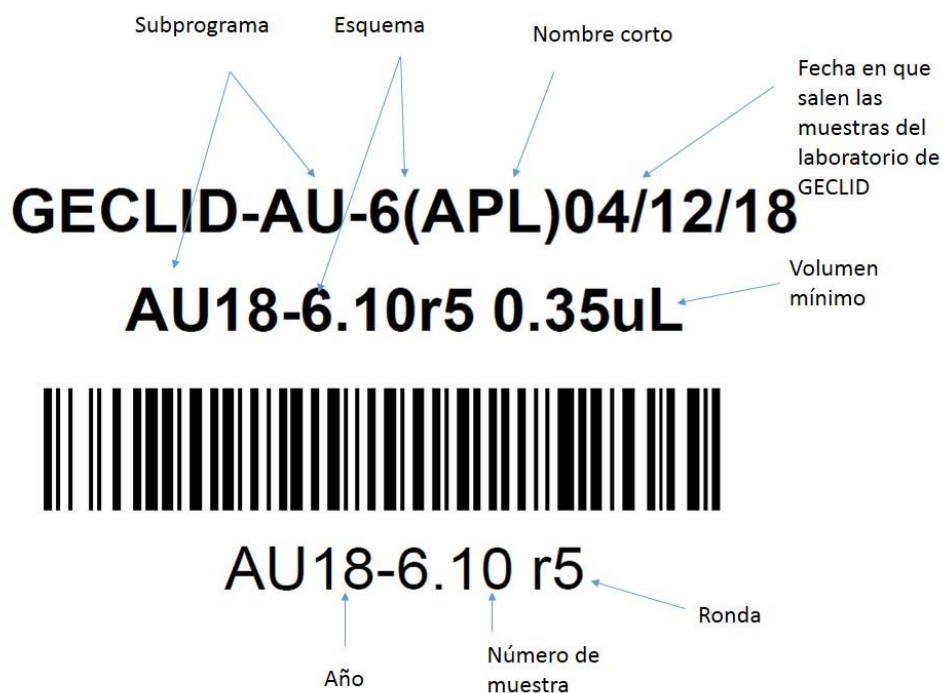 Subprograma
Esquema
Nombre corto
Fecha en que
salen las
muestras del
laboratorio de
GECLID
GECLID-AU-6(APL)04/12/18
Volumen
mínimo
AU18-6.10r5 0.35uL
AU18-6.10 r5
Ronda
Año
Número de
muestra